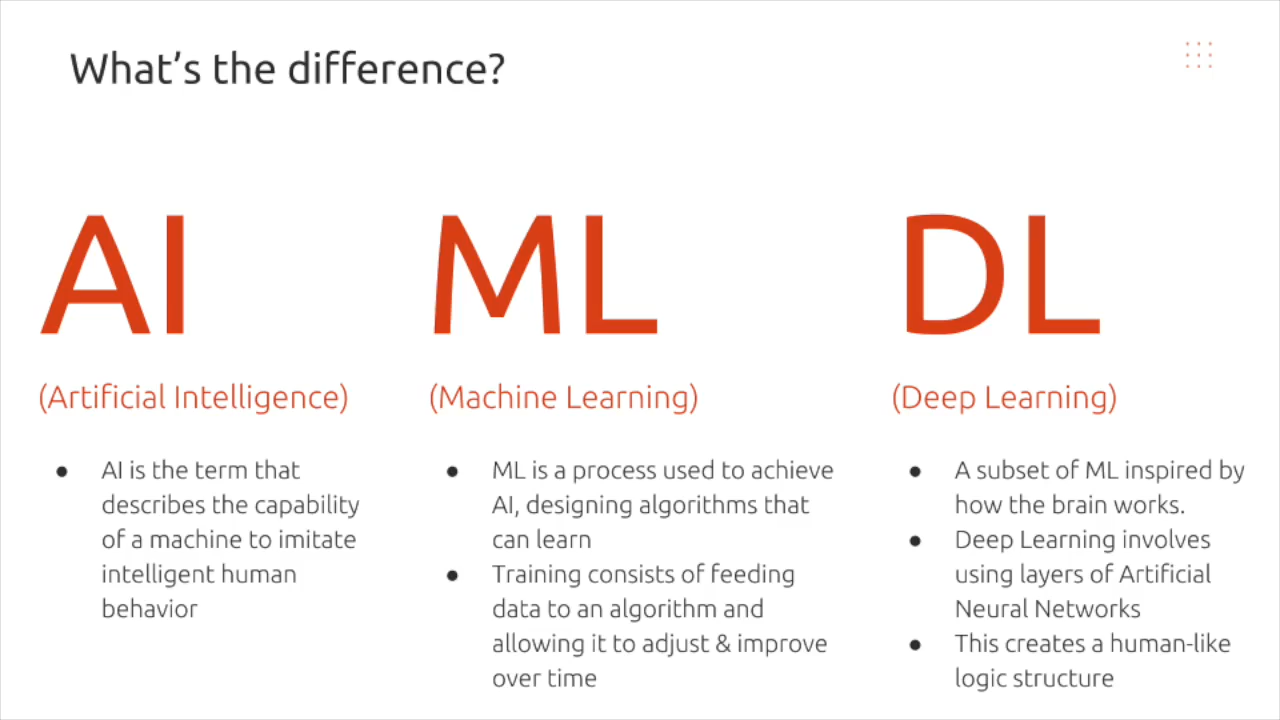 What's the difference?
AI
(Artificial Intelligence)
● AI is the term that
describes the capability
of a machine to imitate
intelligent human
behavior
ML
(Machine Learning)
● ML is a process used to achieve
AI, designing algorithms that
can learn
● Training consists of feeding
data to an algorithm and
allowing it to adjust & improve
over time
DL
(Deep Learning)
● A subset of ML inspired by
how the brain works.
● Deep Learning involves
using layers of Artificial
Neural Networks
● This creates a human-like
logic structure